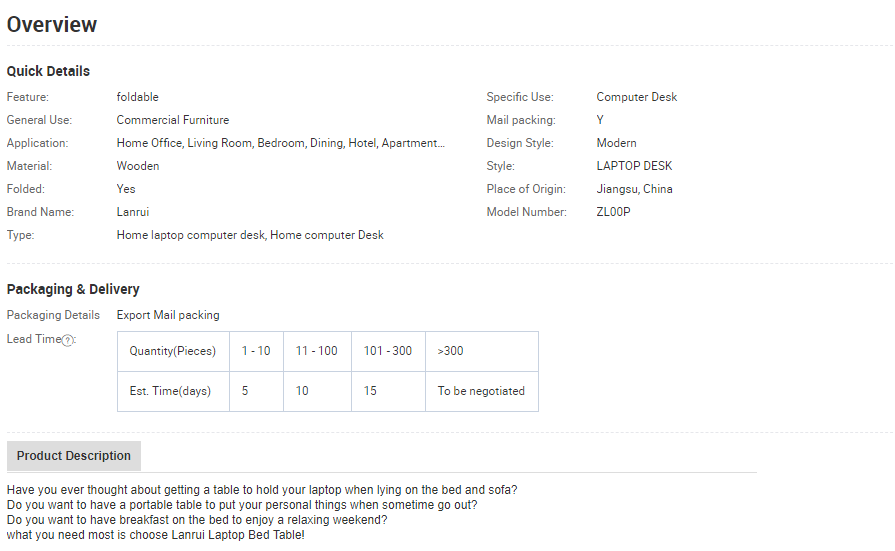 Overview
Quick Details
Feature: foldable Specific Use: Computer Desk
General Use: Commercial Furniture Mail packing: Y
Application: Home Office, Living Room, Bedroom, Dining, Hotel, Apartment... Design Style: Modern
Material: Wooden Style: LAPTOP DESK
Folded: Yes Place of Origin: Jiangsu, China
Brand Name: Lanrui Model Number: ZL00P
Type: Home laptop computer desk, Home computer Desk
Packaging & Delivery
Packaging Details Export Mail packing
Lead Time?:
Quantity(Pieces) 1 - 10 11 - 100 101 - 300 >300
Est. Time(days) 5 10 15 To be negotiated
Product Description
Have you ever thought about getting a table to hold your laptop when lying on the bed and sofa?
Do you want to have a portable table to put your personal things when sometime go out?
Do you want to have breakfast on the bed to enjoy a relaxing weekend?
what you need most is choose Lanrui Laptop Bed Table!